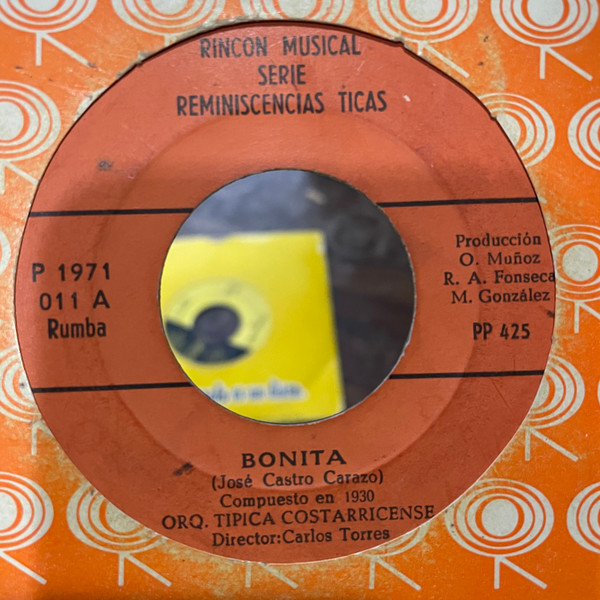 RINCON MUSICAL
SERIE
REMINISCENCIAS TICAS
P 1971
011 A
Rumba
Producción
O. Muñoz
R. A. Fonseca
M. González
PP 425
BONITA
(José Castro Carazo)
Compuesto en 1930
ORQ. TIPICA COSTARRICENSE
Director:Carlos Torres